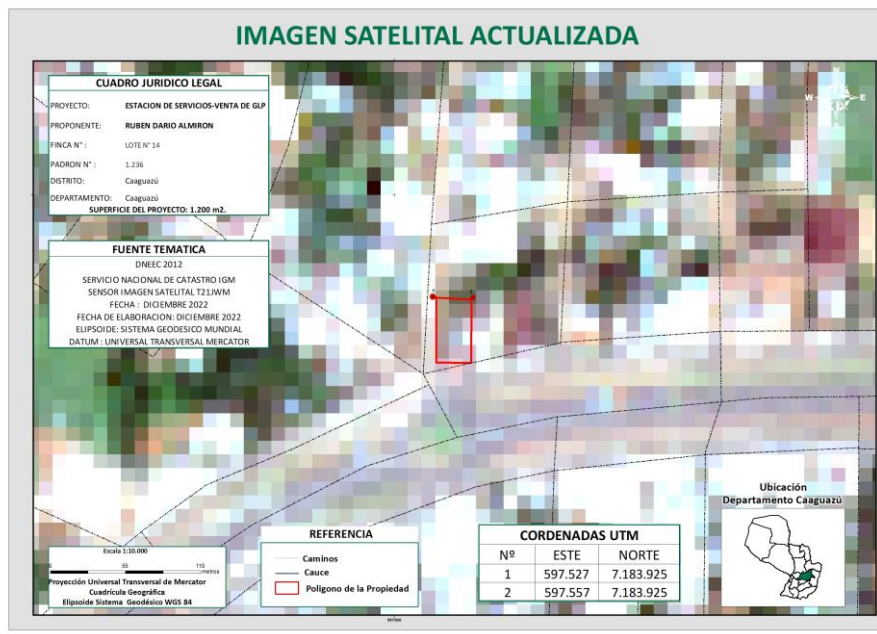 IMAGEN SATELITAL ACTUALIZADA
CUADRO JURIDICO LEGAL
PROYECTO: ESTACION DE SERVICIOS-VENTA DE GLP
PROPONENTE: RUBEN DARIO ALMIRON
FINCA N° : LOTE N° 14
PADRON N° : 1.236
DISTRITO: Caaguazú
DEPARTAMENTO: Caaguazú
SUPERFICIE DEL PROYECTO: 1.200 m2.
FUENTE TEMATICA
DNEEC 2012
SERVICIO NACIONAL DE CATASTRO IGM
SENSOR IMAGEN SATELITAL T21JWM
FECHA : DICIEMBRE 2022
FECHA DE ELABORACION: DICIEMBRE 2022
ELIPSOIDE: SISTEMA GEODESICO MUNDIAL
DATUM : UNIVERSAL TRANSVERSAL MERCATOR
N
W E
S
Ubicación
Departamento Caaguazú
Escala 1:10.000
0 55 110
metros
Proyección Universal Transversal de Mercator
Cuadrícula Geográfica
Elipsoide Sistema Geodésico WGS 84
REFERENCIA
Caminos
Cauce
Poligono de la Propiedad
CORDENADAS UTM
Nº ESTE NORTE
1 597.527 7.183.925
2 597.557 7.183.925